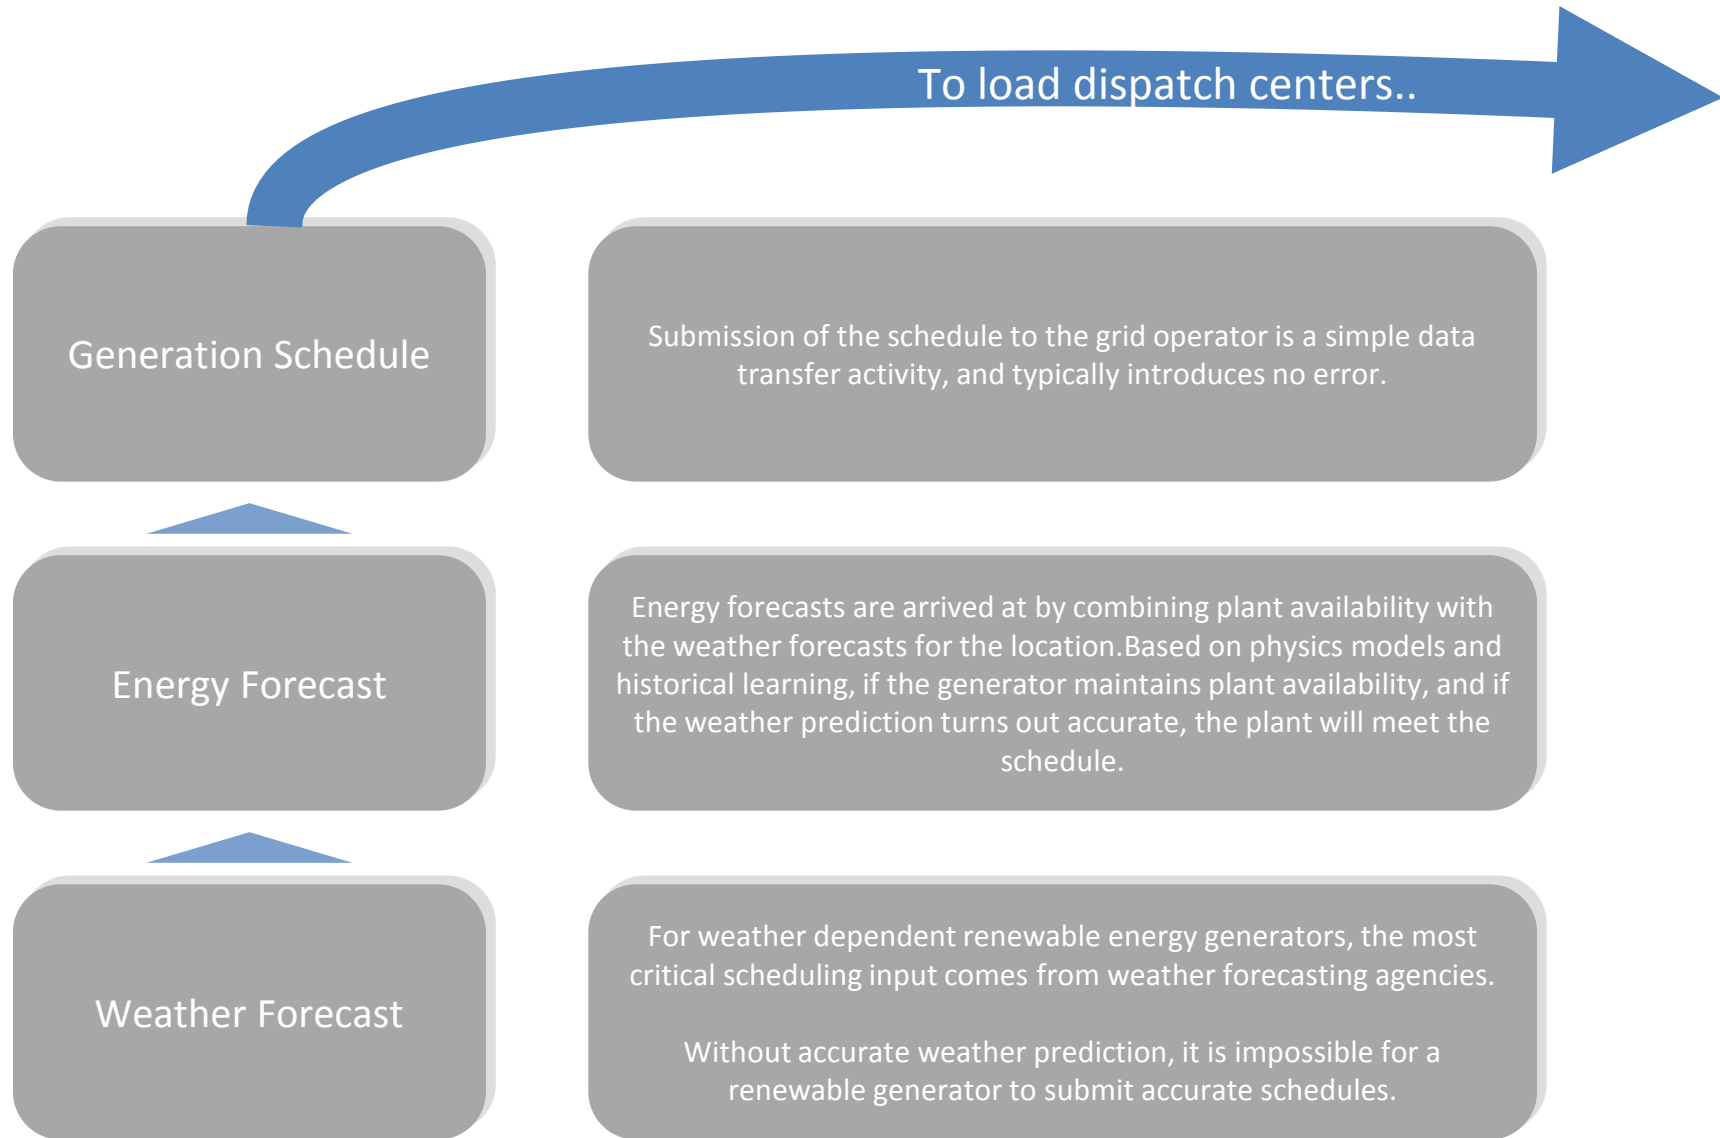 To load dispatch centers..
Generation Schedule
Submission of the schedule to the grid operator is a simple data
transfer activity, and typically introduces no error.
Energy Forecast
Energy forecasts are arrived at by combining plant availability with
the weather forecasts for the location.Based on physics models and
historical learning, if the generator maintains plant availability, and if
the weather prediction turns out accurate, the plant will meet the
schedule.
Weather Forecast
For weather dependent renewable energy generators, the most
critical scheduling input comes from weather forecasting agencies.
Without accurate weather prediction, it is impossible for a
renewable generator to submit accurate schedules.